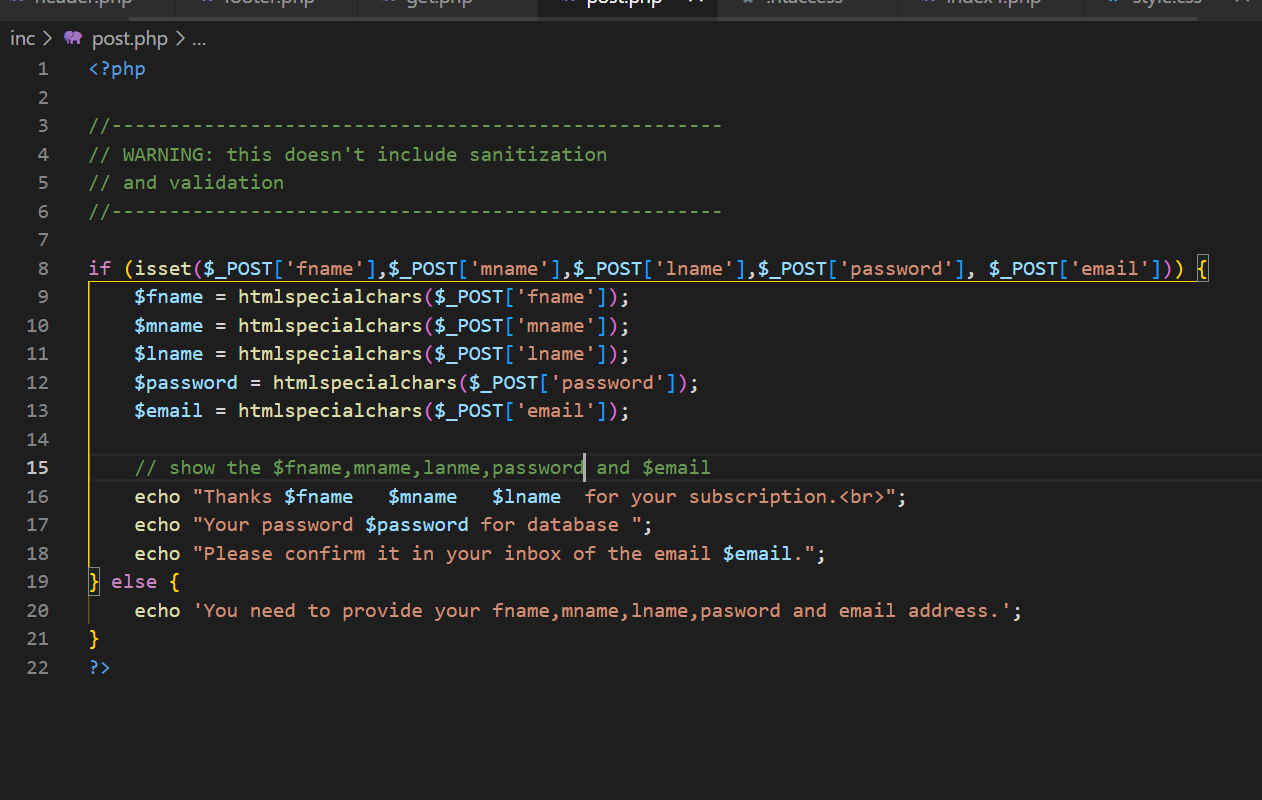 header.php footer.php get.php post.php .htaccess index1.php style.css
inc > post.php > ...
1 <?php
2
3 //-----------------------------------------------------
4 // WARNING: this doesn't include sanitization
5 // and validation
6 //-----------------------------------------------------
7
8 if (isset($_POST['fname'],$_POST['mname'],$_POST['lname'],$_POST['password'], $_POST['email'])) {
9     $fname = htmlspecialchars($_POST['fname']);
10     $mname = htmlspecialchars($_POST['mname']);
11     $lname = htmlspecialchars($_POST['lname']);
12     $password = htmlspecialchars($_POST['password']);
13     $email = htmlspecialchars($_POST['email']);
14
15     // show the $fname,mname,lanme,password and $email
16     echo "Thanks $fname   $mname   $lname  for your subscription.<br>";
17     echo "Your password $password for database ";
18     echo "Please confirm it in your inbox of the email $email.";
19 } else {
20     echo 'You need to provide your fname,mname,lname,pasword and email address.';
21 }
22 ?>